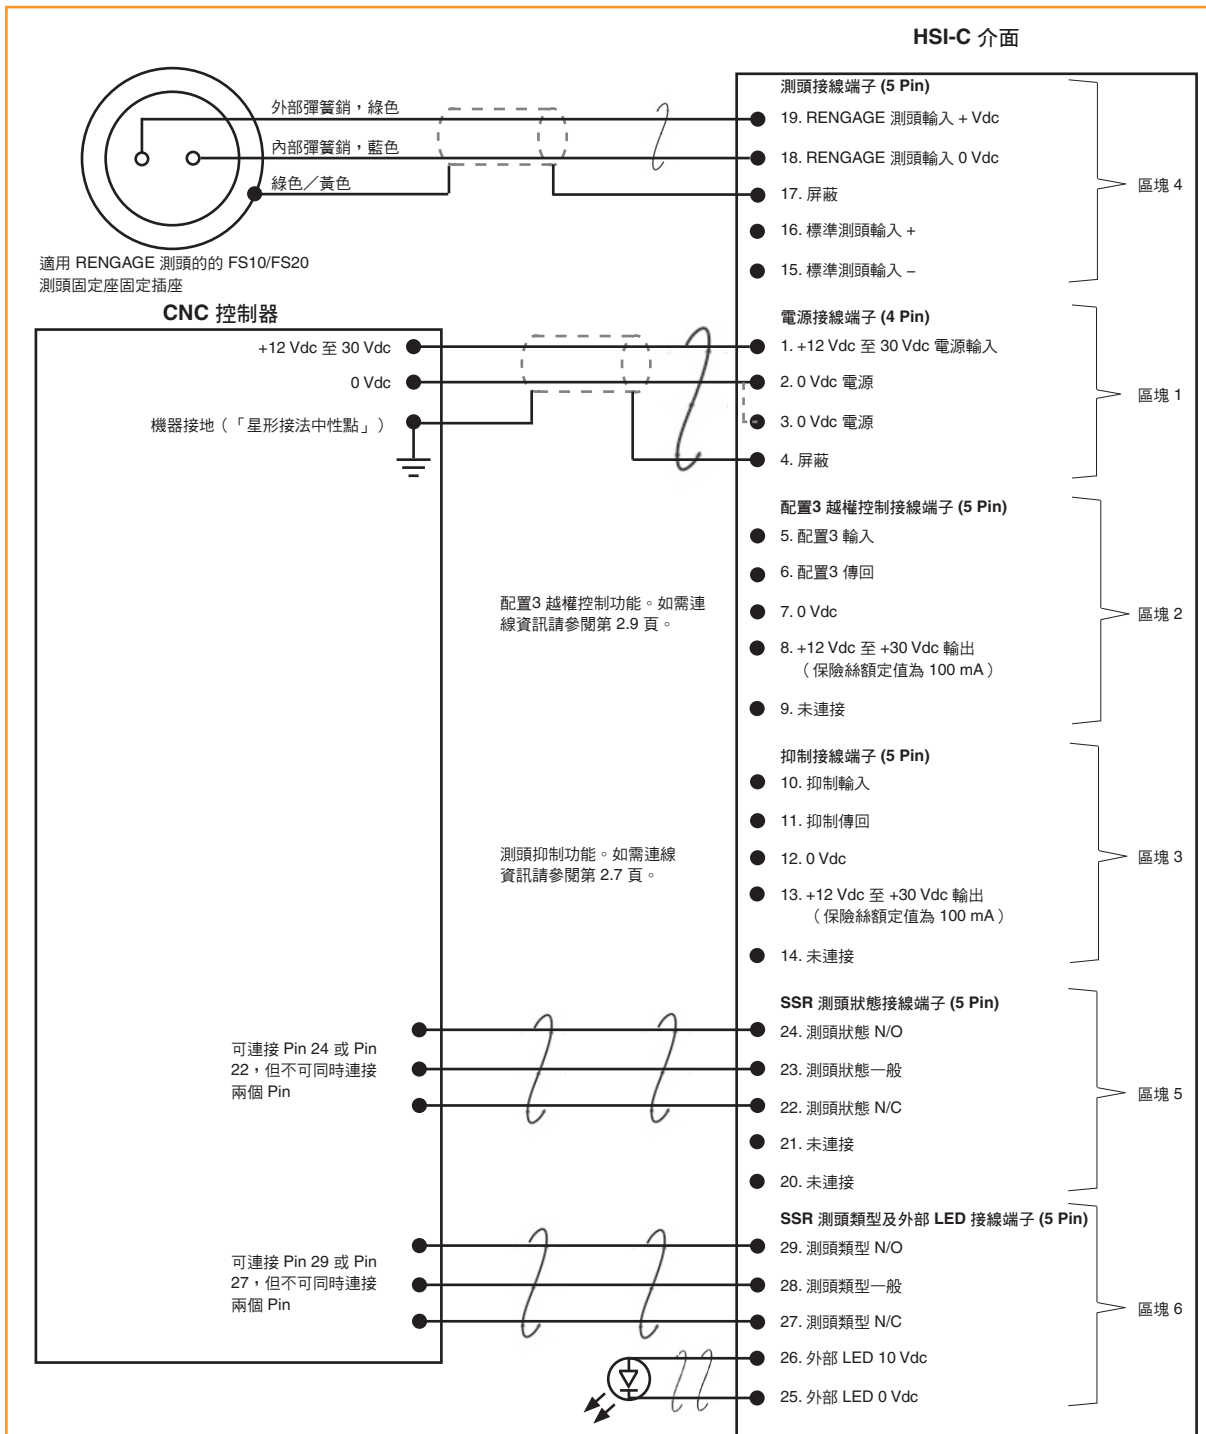 HSI-C 介面
測頭接線端子 (5 Pin)
外部彈簧銷，綠色
19. RENGAGE 測頭輸入 + Vdc
內部彈簧銷，藍色
18. RENGAGE 測頭輸入 0 Vdc
綠色／黃色
17. 屏蔽
區塊 4
16. 標準測頭輸入 +
15. 標準測頭輸入 –
適用 RENGAGE 測頭的的 FS10/FS20
測頭固定座固定插座
CNC 控制器
電源接線端子 (4 Pin)
+12 Vdc 至 30 Vdc
1. +12 Vdc 至 30 Vdc 電源輸入
0 Vdc
2. 0 Vdc 電源
區塊 1
機器接地（「星形接法中性點」）
3. 0 Vdc 電源
4. 屏蔽
配置3 越權控制接線端子 (5 Pin)
5. 配置3 輸入
6. 配置3 傳回
配置3 越權控制功能。如需連
線資訊請參閱第 2.9 頁。
7. 0 Vdc
區塊 2
8. +12 Vdc 至 +30 Vdc 輸出
（保險絲額定值為 100 mA）
9. 未連接
抑制接線端子 (5 Pin)
10. 抑制輸入
11. 抑制傳回
測頭抑制功能。如需連線
資訊請參閱第 2.7 頁。
12. 0 Vdc
區塊 3
13. +12 Vdc 至 +30 Vdc 輸出
（保險絲額定值為 100 mA）
14. 未連接
SSR 測頭狀態接線端子 (5 Pin)
24. 測頭狀態 N/O
可連接 Pin 24 或 Pin
22，但不可同時連接
兩個 Pin
23. 測頭狀態一般
22. 測頭狀態 N/C
區塊 5
21. 未連接
20. 未連接
SSR 測頭類型及外部 LED 接線端子 (5 Pin)
29. 測頭類型 N/O
可連接 Pin 29 或 Pin
27，但不可同時連接
兩個 Pin
28. 測頭類型一般
27. 測頭類型 N/C
區塊 6
26. 外部 LED 10 Vdc
25. 外部 LED 0 Vdc